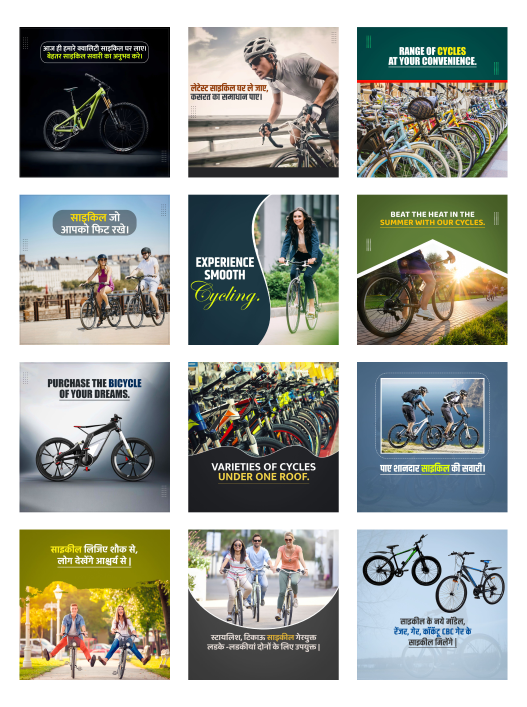 आज ही हमारे क्वालिटी साइकिल घर लाए।
बेहतर साइकिल सवारी का अनुभव करे।
लेटेस्ट साइकिल घर ले जाए,
कसरत का समाधान पाए।
RANGE OF CYCLES
AT YOUR CONVENIENCE.
साइकिल जो
आपको फिट रखे।
EXPERIENCE
SMOOTH
Cycling.
BEAT THE HEAT IN THE
SUMMER WITH OUR CYCLES.
PURCHASE THE BICYCLE
OF YOUR DREAMS.
VARIETIES OF CYCLES
UNDER ONE ROOF.
पाए शानदार साइकिल की सवारी।
साइकील लिजिए शौक से,
लोग देखेंगे आश्चर्य से |
स्टायलिश, टिकाऊ साइकील गेरयुक्त
लडके -लडकीयां दोनों के लिए उपयुक्त |
साइकील के नये मॉडेल,
रेंजर, गेर, कॉकेंटू CBC गेर के
साइकील मिलेंगे |